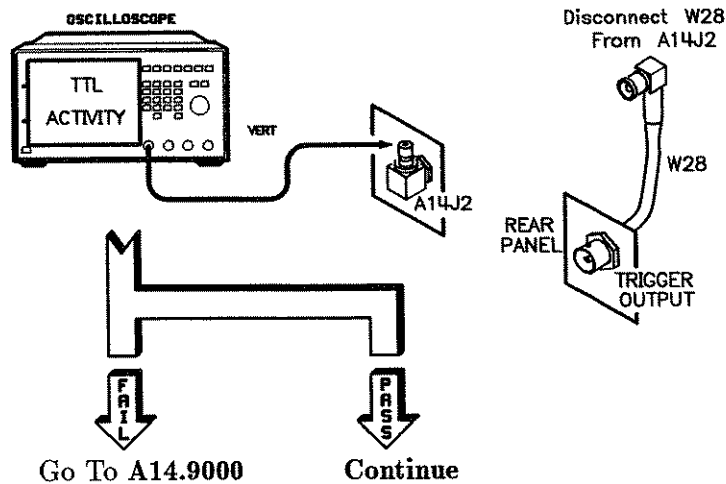 OSCILLOSCOPE
TTL
ACTIVITY
VERT
A14J2
Disconnect W28
From A14J2
W28
REAR
PANEL
TRIGGER
OUTPUT
FAIL
PASS
Go To A14.9000
Continue